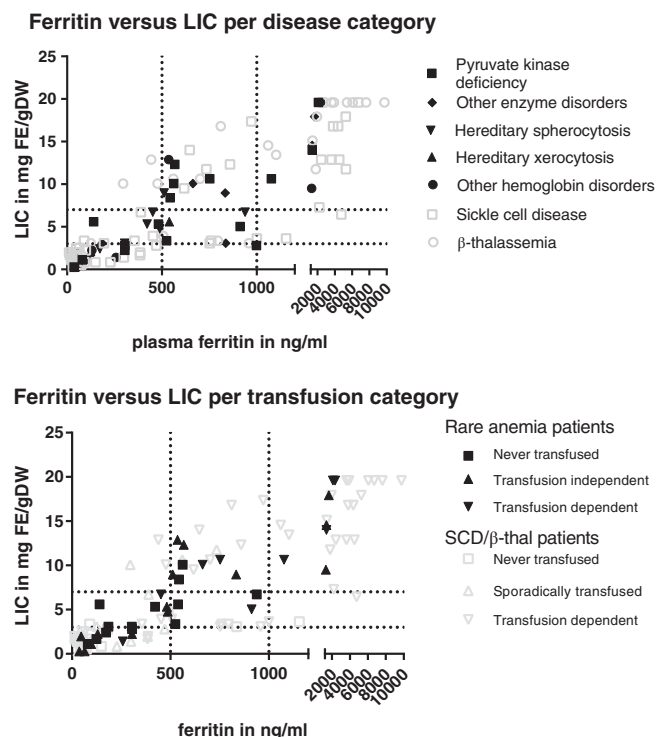 Ferritin versus LIC per disease category
LIC in mg FE/gDW
25
20
15
10
5
0
0
500
1000
2000
4000
6000
8000
10000
plasma ferritin in ng/ml
Pyruvate kinase
deficiency
Other enzyme disorders
Hereditary spherocytosis
Hereditary xerocytosis
Other hemoglobin disorders
Sickle cell disease
β-thalassemia
Ferritin versus LIC per transfusion category
LIC in mg FE/gDW
25
20
15
10
5
0
0
500
1000
2000
4000
6000
8000
10000
ferritin in ng/ml
Rare anemia patients
Never transfused
Transfusion independent
Transfusion dependent
SCD/β-thal patients
Never transfused
Sporadically transfused
Transfusion dependent